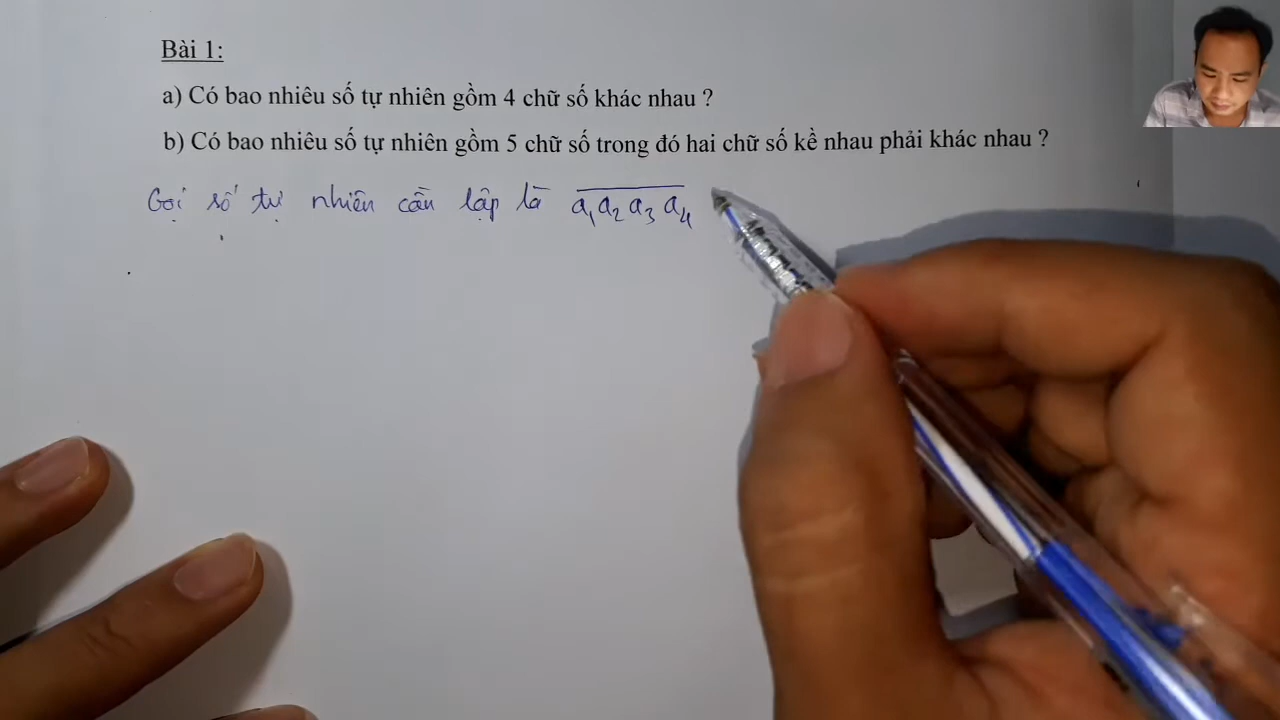 Bài 1:
a) Có bao nhiêu số tự nhiên gồm 4 chữ số khác nhau ?
b) Có bao nhiêu số tự nhiên gồm 5 chữ số trong đó hai chữ số kề nhau phải khác nhau ?
Gọi số tự nhiên cần lập là a₁a₂a₃a₄